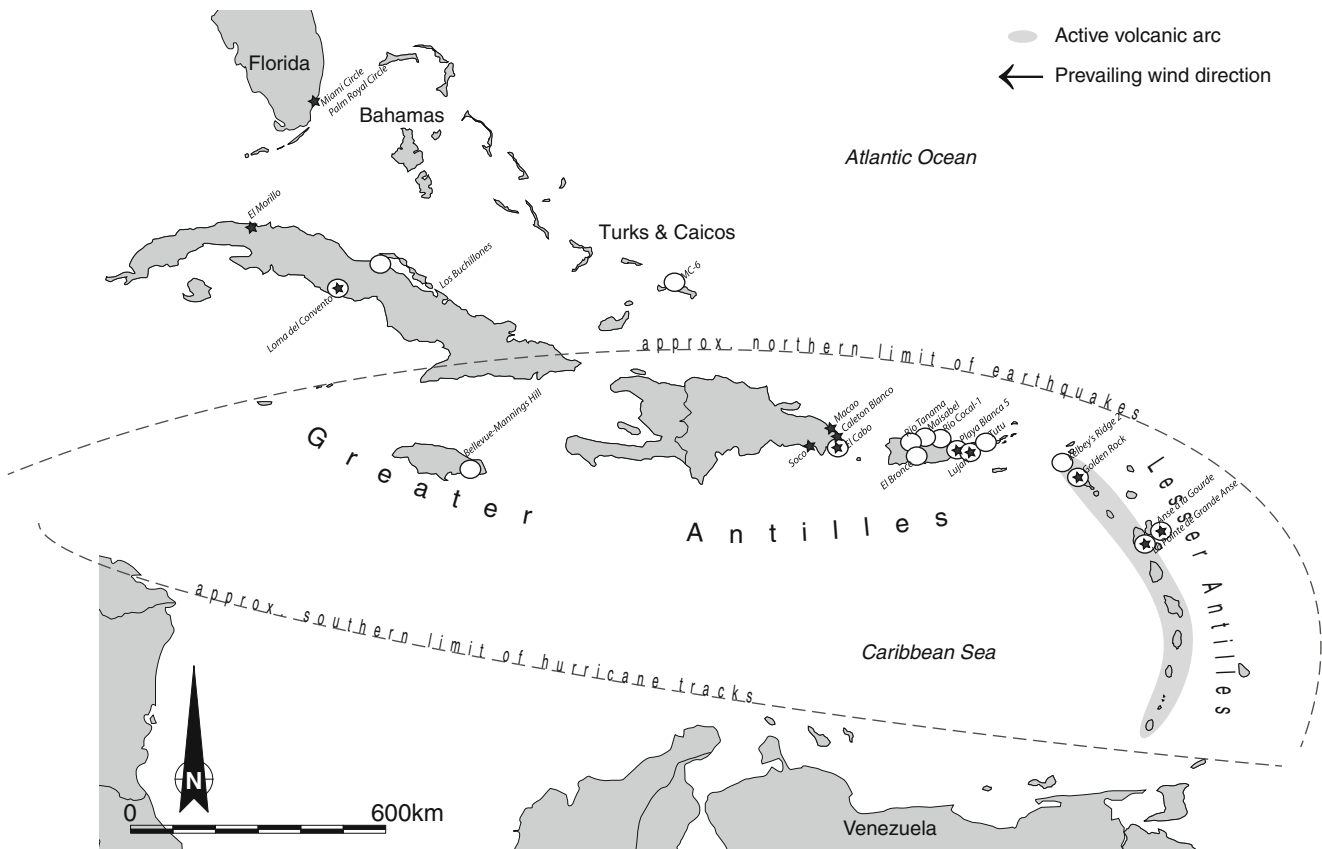 Active volcanic arc
Prevailing wind direction
Florida
Miami Circle
Palm Royal Circle
Bahamas
Atlantic Ocean
El Morillo
Turks & Caicos
MC-6
Los Buchillones
Loma del Convento
approx. northern limit of earthquakes
Bellevue-Mannings Hill
Macao
Caleton Blanco
El Cabo
Soco
Rio Tanama
Maisabel
Rio Cocal-1
Playa Blanca 5
Tutu
El Bronce
Lujan
Golden Rock
Anse à la Gourde
Pointe de Grande Anse
Greater
Antilles
Lesser Antilles
approx. southern limit of hurricane tracks
Caribbean Sea
N
0
600km
Venezuela